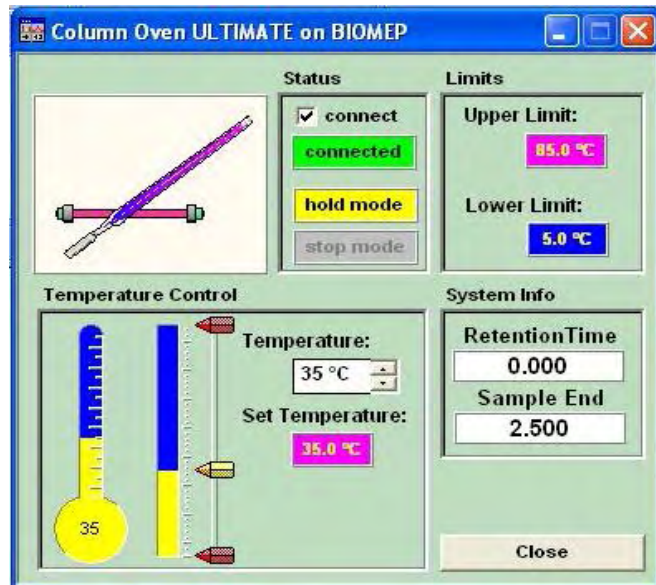 Column Oven ULTIMATE on BIOMEP
Status
connect
connected
hold mode
stop mode
Limits
Upper Limit:
85.0 °C
Lower Limit:
5.0 °C
Temperature Control
35
Temperature:
35 °C
Set Temperature:
35.0 °C
System Info
RetentionTime
0.000
Sample End
2.500
Close